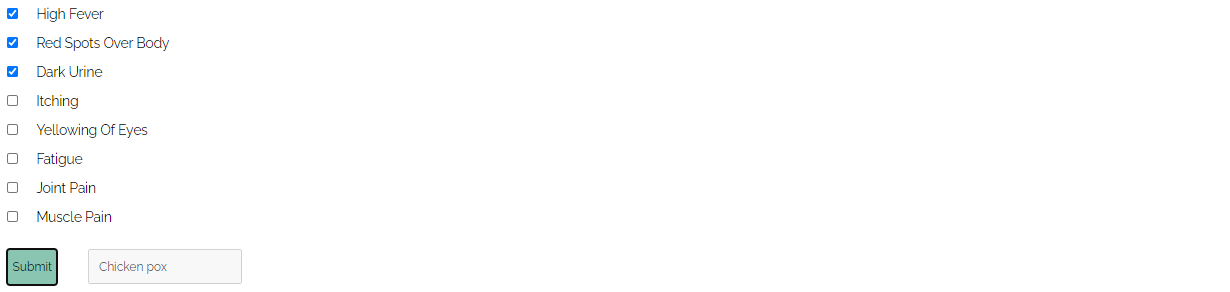 High Fever
Red Spots Over Body
Dark Urine
Itching
Yellowing Of Eyes
Fatigue
Joint Pain
Muscle Pain
Submit Chicken pox